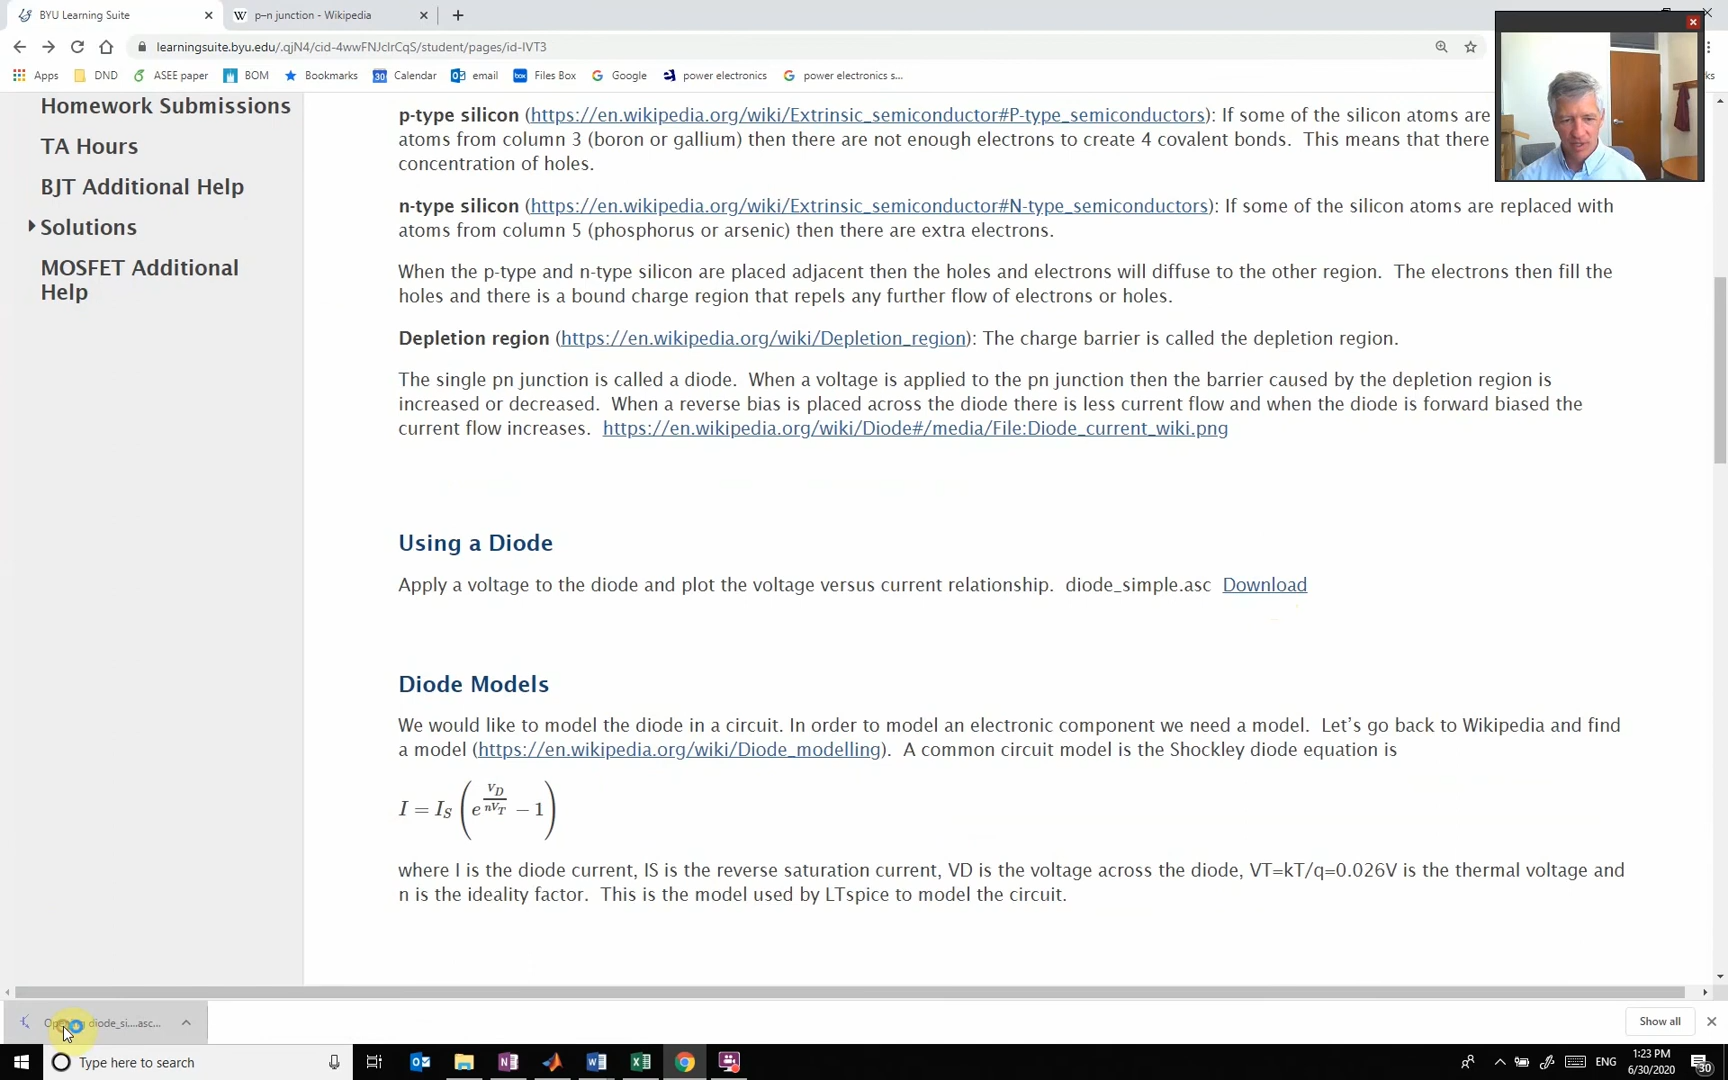 BYU Learning Suite
p–n junction - Wikipedia
learningsuite.byu.edu/.qjN4/cid-4wwFNJclrCqS/student/pages/id-IVT3
Apps DND ASEE paper BOM Bookmarks 30 Calendar email box Files Box Google power electronics power electronics s...
Homework Submissions
TA Hours
BJT Additional Help
Solutions
MOSFET Additional
Help
p-type silicon (https://en.wikipedia.org/wiki/Extrinsic_semiconductor#P-type_semiconductors): If some of the silicon atoms are
atoms from column 3 (boron or gallium) then there are not enough electrons to create 4 covalent bonds. This means that there
concentration of holes.
n-type silicon (https://en.wikipedia.org/wiki/Extrinsic_semiconductor#N-type_semiconductors): If some of the silicon atoms are replaced with
atoms from column 5 (phosphorus or arsenic) then there are extra electrons.
When the p-type and n-type silicon are placed adjacent then the holes and electrons will diffuse to the other region. The electrons then fill the
holes and there is a bound charge region that repels any further flow of electrons or holes.
Depletion region (https://en.wikipedia.org/wiki/Depletion_region): The charge barrier is called the depletion region.
The single pn junction is called a diode. When a voltage is applied to the pn junction then the barrier caused by the depletion region is
increased or decreased. When a reverse bias is placed across the diode there is less current flow and when the diode is forward biased the
current flow increases. https://en.wikipedia.org/wiki/Diode#/media/File:Diode_current_wiki.png
Using a Diode
Apply a voltage to the diode and plot the voltage versus current relationship. diode_simple.asc Download
Diode Models
We would like to model the diode in a circuit. In order to model an electronic component we need a model. Let's go back to Wikipedia and find
a model (https://en.wikipedia.org/wiki/Diode_modelling). A common circuit model is the Shockley diode equation is
I = I_S (e^{V_D/nV_T} − 1)
where I is the diode current, IS is the reverse saturation current, VD is the voltage across the diode, VT=kT/q=0.026V is the thermal voltage and
n is the ideality factor. This is the model used by LTspice to model the circuit.
diode_si....asc...
Show all
Type here to search
ENG
1:23 PM
6/30/2020
30